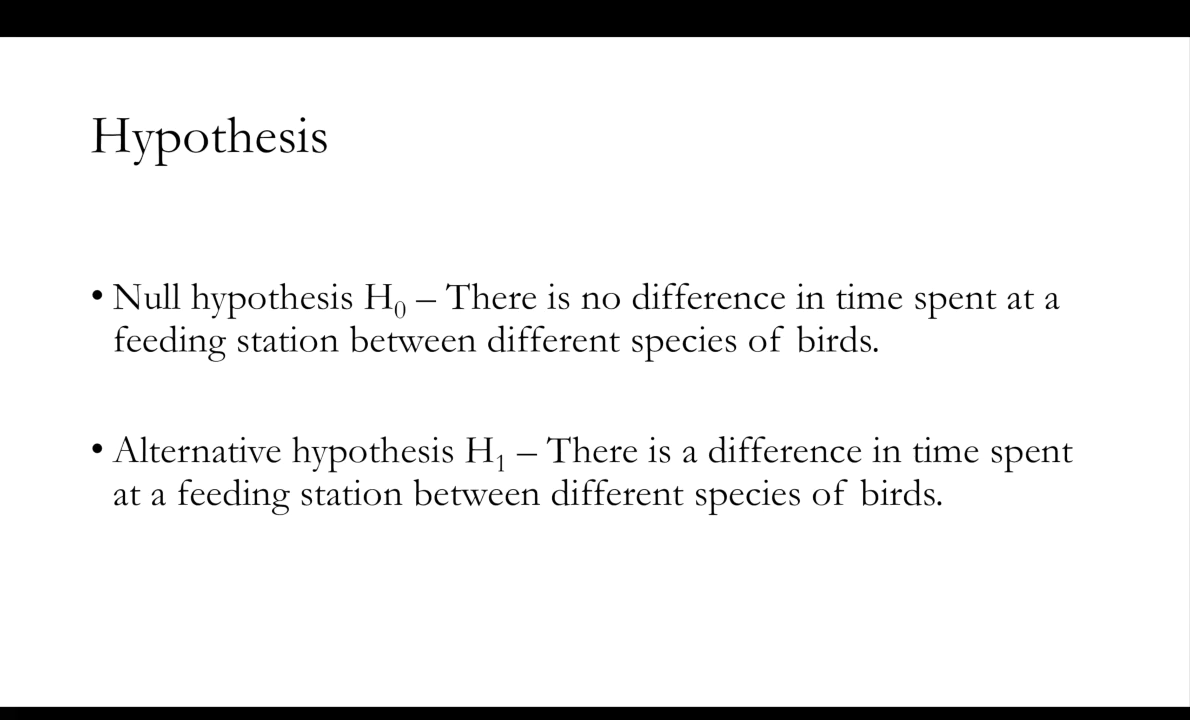 Hypothesis
• Null hypothesis H₀ – There is no difference in time spent at a
feeding station between different species of birds.
• Alternative hypothesis H₁ – There is a difference in time spent
at a feeding station between different species of birds.